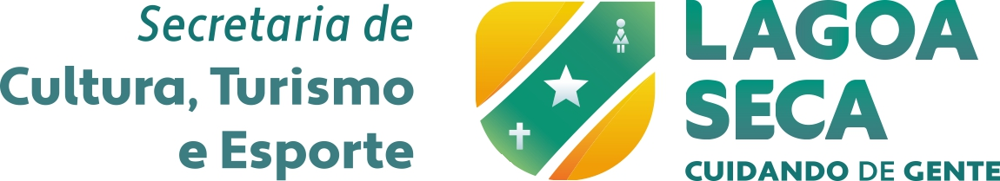 Secretaria de
Cultura, Turismo
e Esporte
LAGOA
SECA
CUIDANDO DE GENTE